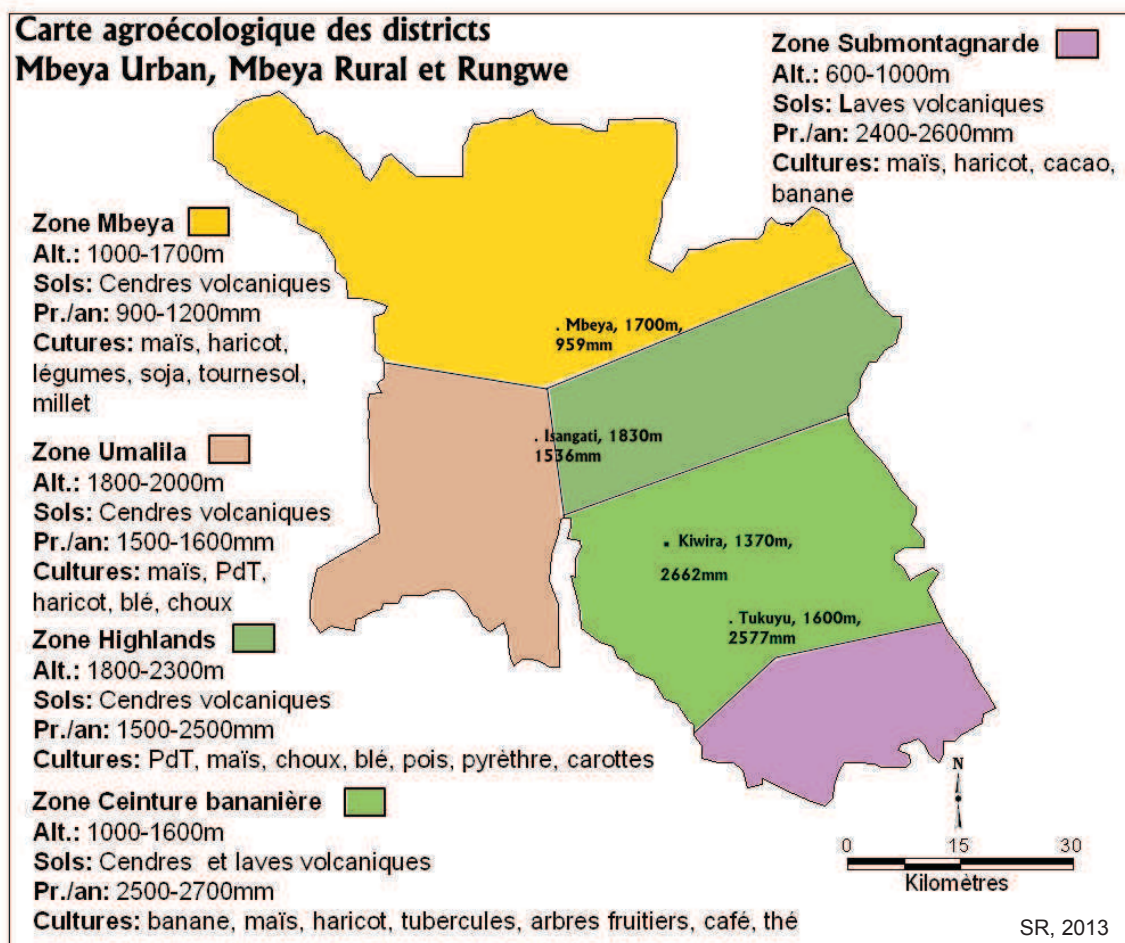 Carte agroécologique des districts
Mbeya Urban, Mbeya Rural et Rungwe
Zone Submontagnarde
Alt.: 600-1000m
Sols: Laves volcaniques
Pr./an: 2400-2600mm
Cultures: maïs, haricot, cacao,
banane
Zone Mbeya
Alt.: 1000-1700m
Sols: Cendres volcaniques
Pr./an: 900-1200mm
Cutures: maïs, haricot,
légumes, soja, tournesol,
millet
. Mbeya, 1700m,
959mm
Zone Umalila
Alt.: 1800-2000m
Sols: Cendres volcaniques
Pr./an: 1500-1600mm
Cultures: maïs, PdT,
haricot, blé, choux
. Isangati, 1830m
1536mm
. Kiwira, 1370m,
2662mm
. Tukuyu, 1600m,
2577mm
Zone Highlands
Alt.: 1800-2300m
Sols: Cendres volcaniques
Pr./an: 1500-2500mm
Cultures: PdT, maïs, choux, blé, pois, pyrèthre, carottes
Zone Ceinture bananière
Alt.: 1000-1600m
Sols: Cendres et laves volcaniques
Pr./an: 2500-2700mm
Cultures: banane, maïs, haricot, tubercules, arbres fruitiers, café, thé
N
0 15 30
Kilomètres
SR, 2013